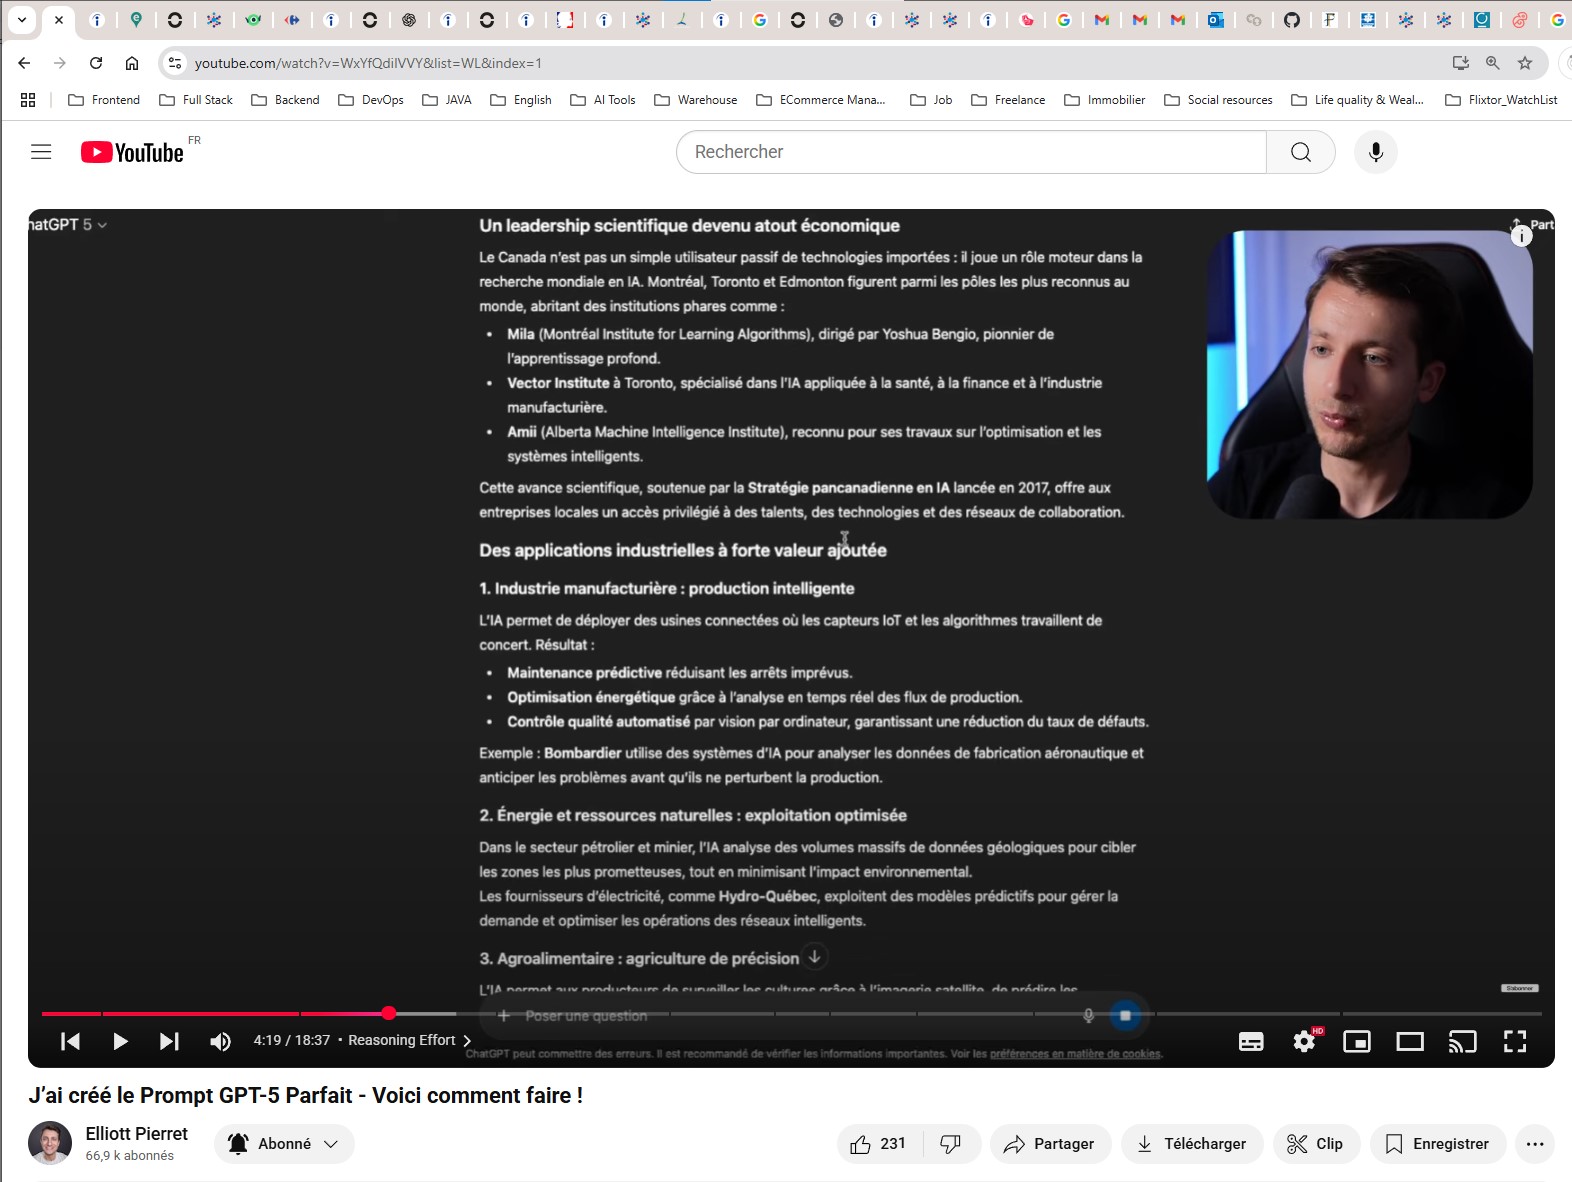 youtube.com/watch?v=WxYfQdilVVY&list=WL&index=1
Frontend
Full Stack
Backend
DevOps
JAVA
English
AI Tools
Warehouse
ECommerce Mana...
Job
Freelance
Immobilier
Social resources
Life quality & Weal...
Flixtor_WatchList
YouTube FR
Rechercher
hatGPT 5
Part
Un leadership scientifique devenu atout économique
Le Canada n'est pas un simple utilisateur passif de technologies importées : il joue un rôle moteur dans la
recherche mondiale en IA. Montréal, Toronto et Edmonton figurent parmi les pôles les plus reconnus au
monde, abritant des institutions phares comme :
• Mila (Montréal Institute for Learning Algorithms), dirigé par Yoshua Bengio, pionnier de
l'apprentissage profond.
• Vector Institute à Toronto, spécialisé dans l'IA appliquée à la santé, à la finance et à l'industrie
manufacturière.
• Amii (Alberta Machine Intelligence Institute), reconnu pour ses travaux sur l'optimisation et les
systèmes intelligents.
Cette avance scientifique, soutenue par la Stratégie pancanadienne en IA lancée en 2017, offre aux
entreprises locales un accès privilégié à des talents, des technologies et des réseaux de collaboration.
Des applications industrielles à forte valeur ajoutée
1. Industrie manufacturière : production intelligente
L'IA permet de déployer des usines connectées où les capteurs IoT et les algorithmes travaillent de
concert. Résultat :
• Maintenance prédictive réduisant les arrêts imprévus.
• Optimisation énergétique grâce à l'analyse en temps réel des flux de production.
• Contrôle qualité automatisé par vision par ordinateur, garantissant une réduction du taux de défauts.
Exemple : Bombardier utilise des systèmes d'IA pour analyser les données de fabrication aéronautique et
anticiper les problèmes avant qu'ils ne perturbent la production.
2. Énergie et ressources naturelles : exploitation optimisée
Dans le secteur pétrolier et minier, l'IA analyse des volumes massifs de données géologiques pour cibler
les zones les plus prometteuses, tout en minimisant l'impact environnemental.
Les fournisseurs d'électricité, comme Hydro-Québec, exploitent des modèles prédictifs pour gérer la
demande et optimiser les opérations des réseaux intelligents.
3. Agroalimentaire : agriculture de précision
L'IA permet aux producteurs de surveiller les cultures grâce à l'imagerie satellite, de prédire les
S'abonner
Poser une question
4:19 / 18:37 • Reasoning Effort
HD
ChatGPT peut commettre des erreurs. Il est recommandé de vérifier les informations importantes. Voir les préférences en matière de cookies.
J'ai créé le Prompt GPT-5 Parfait - Voici comment faire !
Elliott Pierret
66,9 k abonnés
Abonné
231
Partager
Télécharger
Clip
Enregistrer